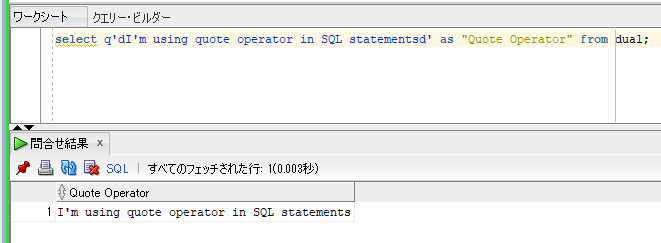 ワークシート クエリー・ビルダー
select q'dI'm using quote operator in SQL statementsd' as "Quote Operator" from dual;
問合せ結果 x
SQL | すべてのフェッチされた行: 1(0.003秒)
Quote Operator
1 I'm using quote operator in SQL statements